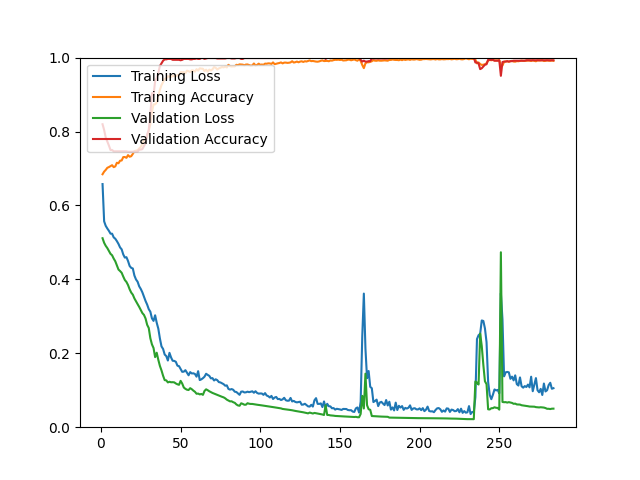 1.0
0.8
0.6
0.4
0.2
0.0
Training Loss
Training Accuracy
Validation Loss
Validation Accuracy
0 50 100 150 200 250